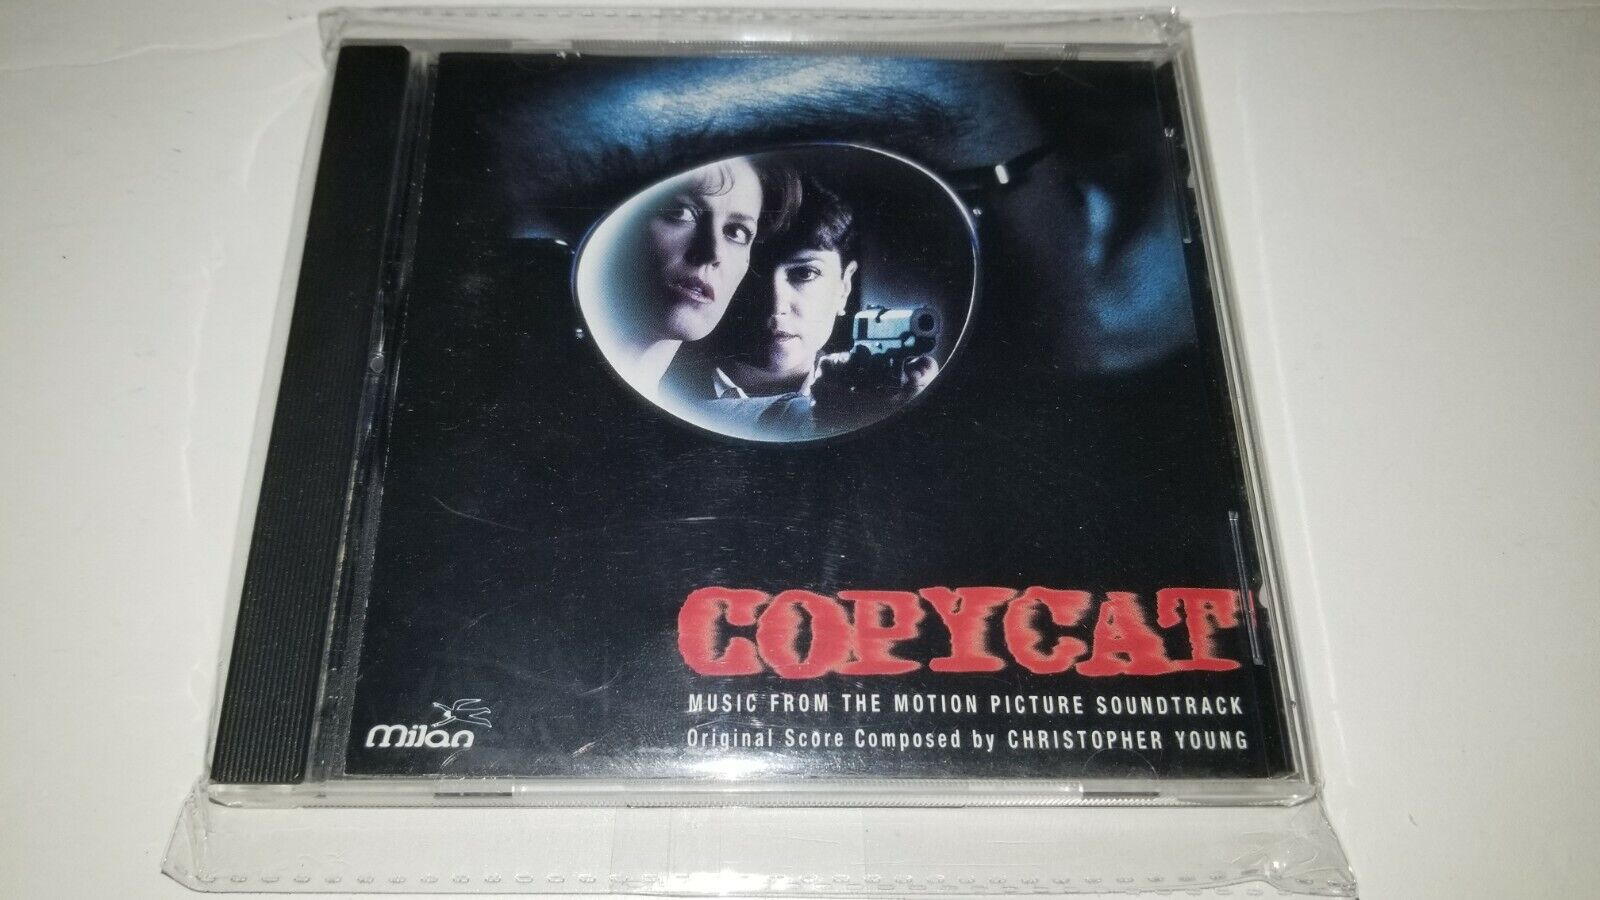 COPYCAT
MUSIC FROM THE MOTION PICTURE SOUNDTRACK
Original Score Composed by CHRISTOPHER YOUNG
milan